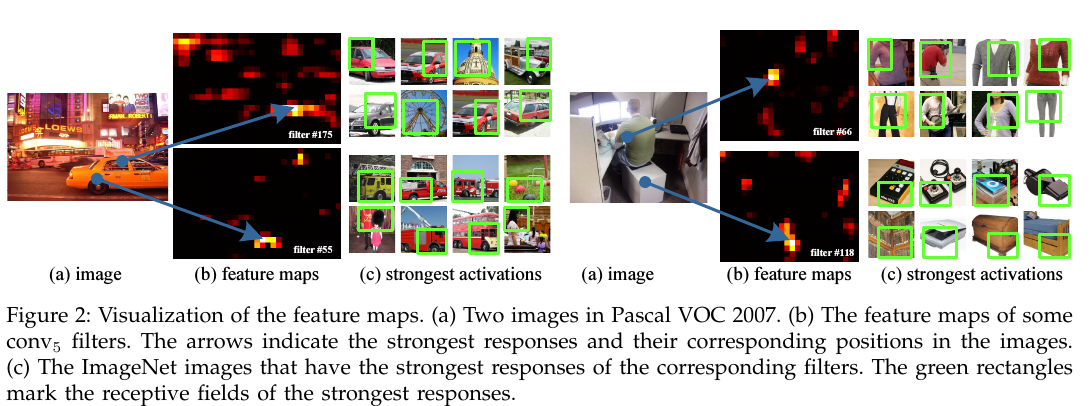 LOEWS
filter #175
filter #66
filter #55
filter #118
(a) image
(b) feature maps
(c) strongest activations
(a) image
(b) feature maps
(c) strongest activations
Figure 2: Visualization of the feature maps. (a) Two images in Pascal VOC 2007. (b) The feature maps of some
conv₅ filters. The arrows indicate the strongest responses and their corresponding positions in the images.
(c) The ImageNet images that have the strongest responses of the corresponding filters. The green rectangles
mark the receptive fields of the strongest responses.